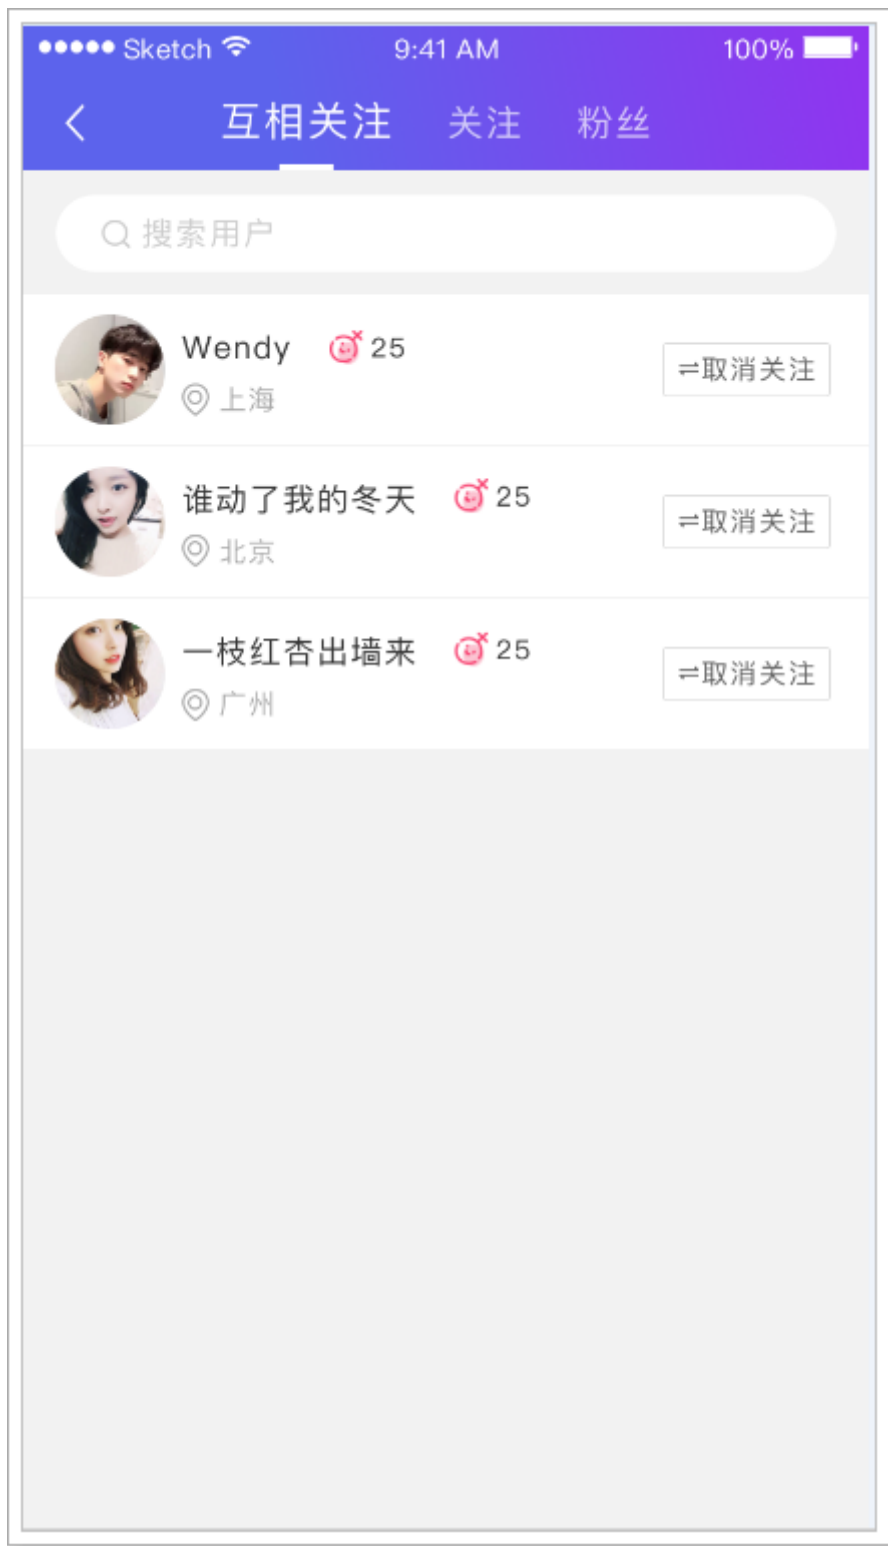 Sketch 9:41 AM 100%
互相关注 关注 粉丝
搜索用户
Wendy 25
上海
⇌取消关注
谁动了我的冬天 25
北京
⇌取消关注
一枝红杏出墙来 25
广州
⇌取消关注